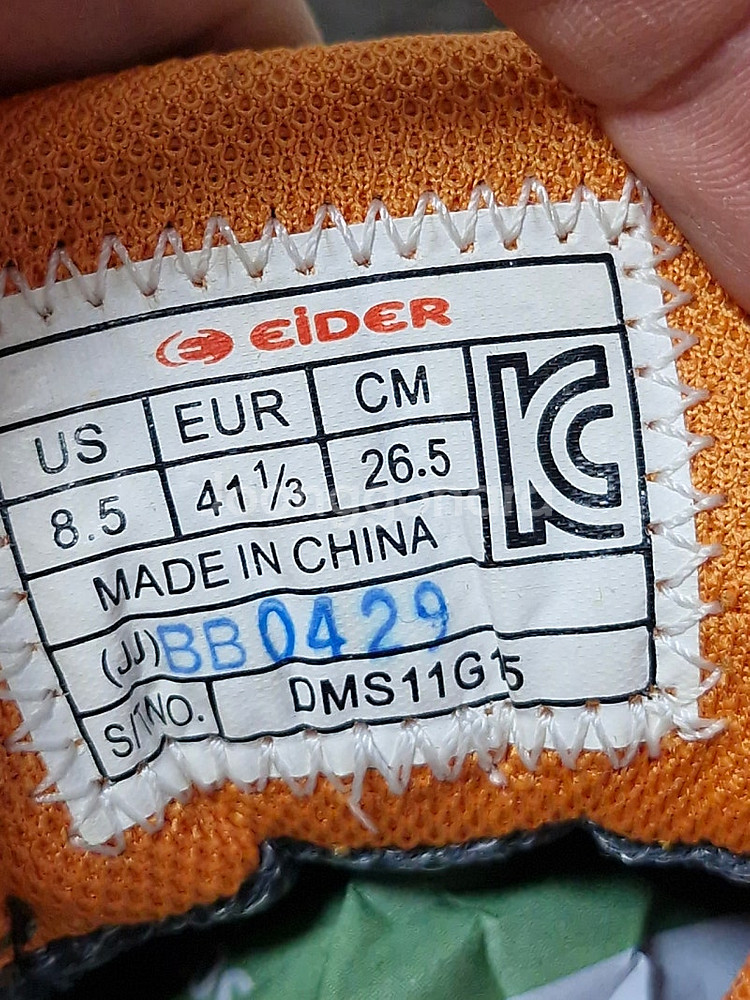 EiDER
US EUR CM
8.5 41⅓ 26.5
MADE IN CHINA
(JJ)BB0429
S/T NO. DMS11G15